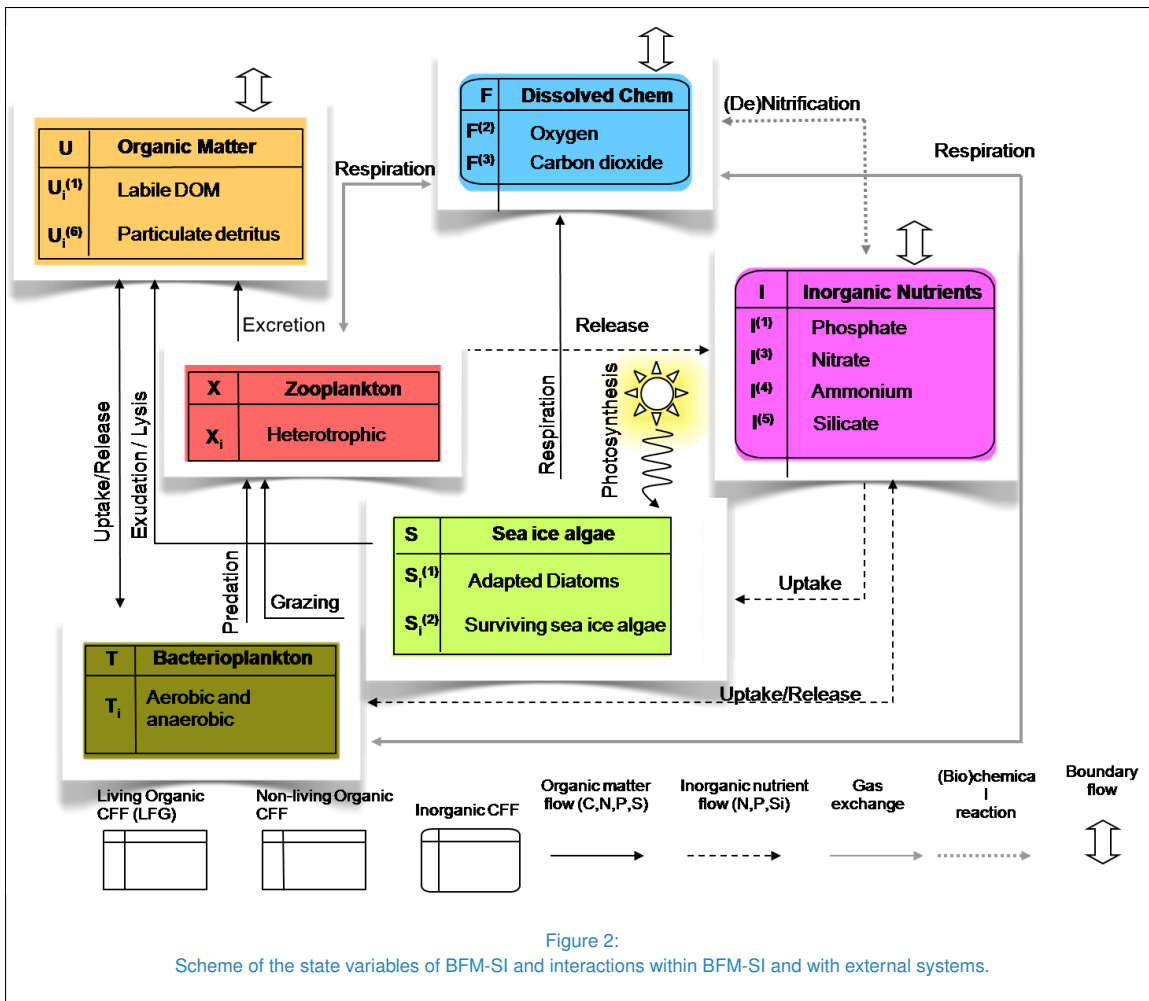 F Dissolved Chem
F(2) Oxygen
F(3) Carbon dioxide
(De)Nitrification
Respiration
U Organic Matter
Ui(1) Labile DOM
Ui(6) Particulate detritus
Respiration
I Inorganic Nutrients
I(1) Phosphate
I(3) Nitrate
I(4) Ammonium
I(5) Silicate
Excretion
Release
X Zooplankton
Xi Heterotrophic
Uptake/Release
Exudation / Lysis
Respiration
Photosynthesis
Predation
Grazing
S Sea ice algae
Si(1) Adapted Diatoms
Si(2) Surviving sea ice algae
Uptake
T Bacterioplankton
Ti Aerobic and
anaerobic
Uptake/Release
Living Organic
CFF (LFG)
Non-living Organic
CFF
Inorganic CFF
Organic matter
flow (C,N,P,S)
Inorganic nutrient
flow (N,P,Si)
Gas
exchange
(Bio)chemica
l
reaction
Boundary
flow
Figure 2:
Scheme of the state variables of BFM-SI and interactions within BFM-SI and with external systems.